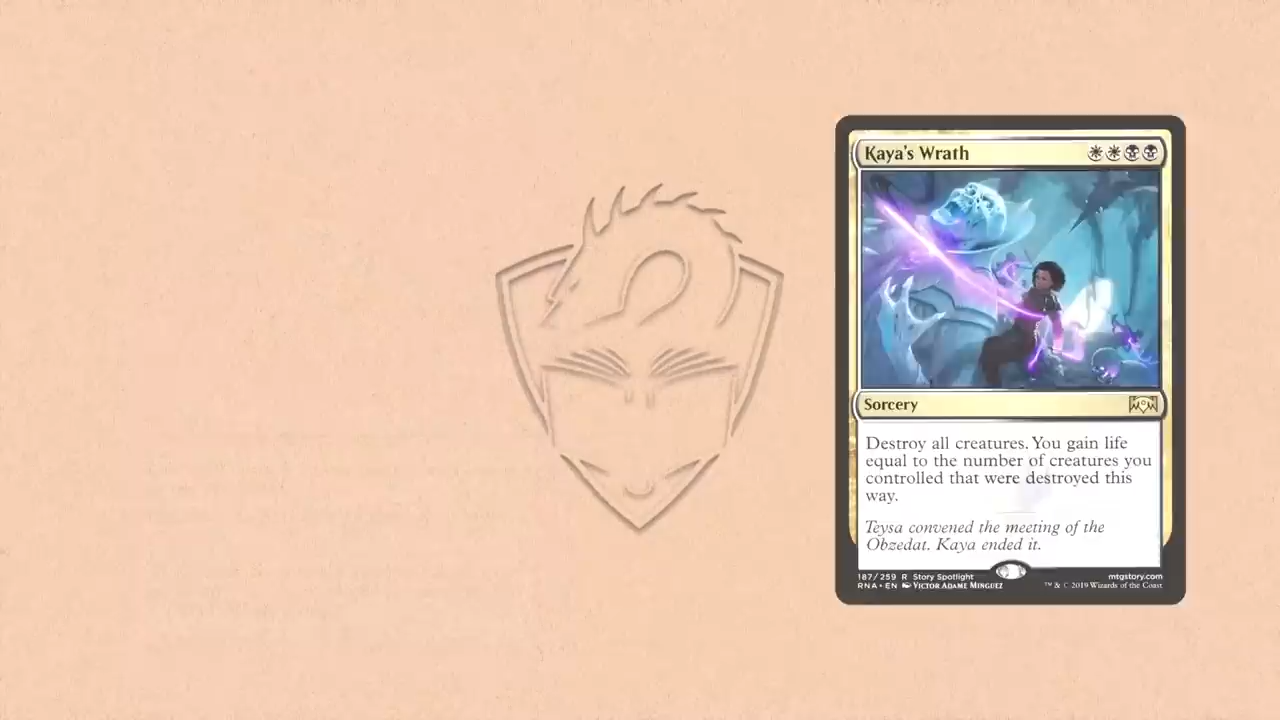 Kaya's Wrath
Sorcery
Destroy all creatures. You gain life
equal to the number of creatures you
controlled that were destroyed this
way.
Teysa convened the meeting of the
Obzedat. Kaya ended it.
187/259 R Story Spotlight
mtgstory.com
RNA • EN Victor Adame Minguez
™ & © 2019 Wizards of the Coast